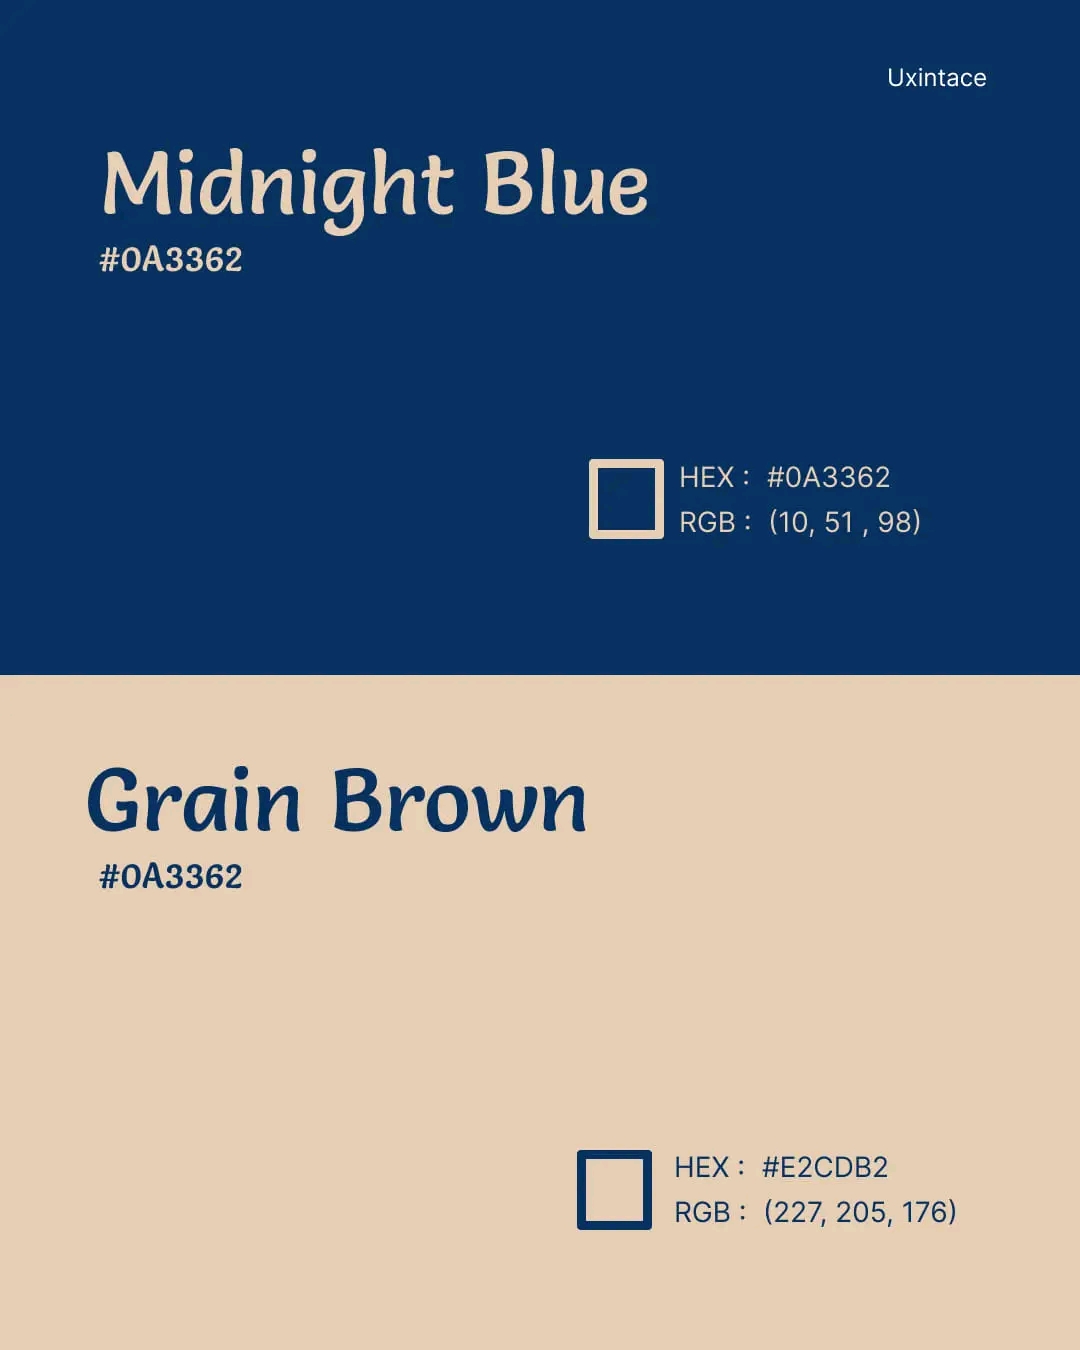 Uxintace
Midnight Blue
#0A3362
HEX : #0A3362
RGB : (10, 51 , 98)
Grain Brown
#0A3362
HEX : #E2CDB2
RGB : (227, 205, 176)